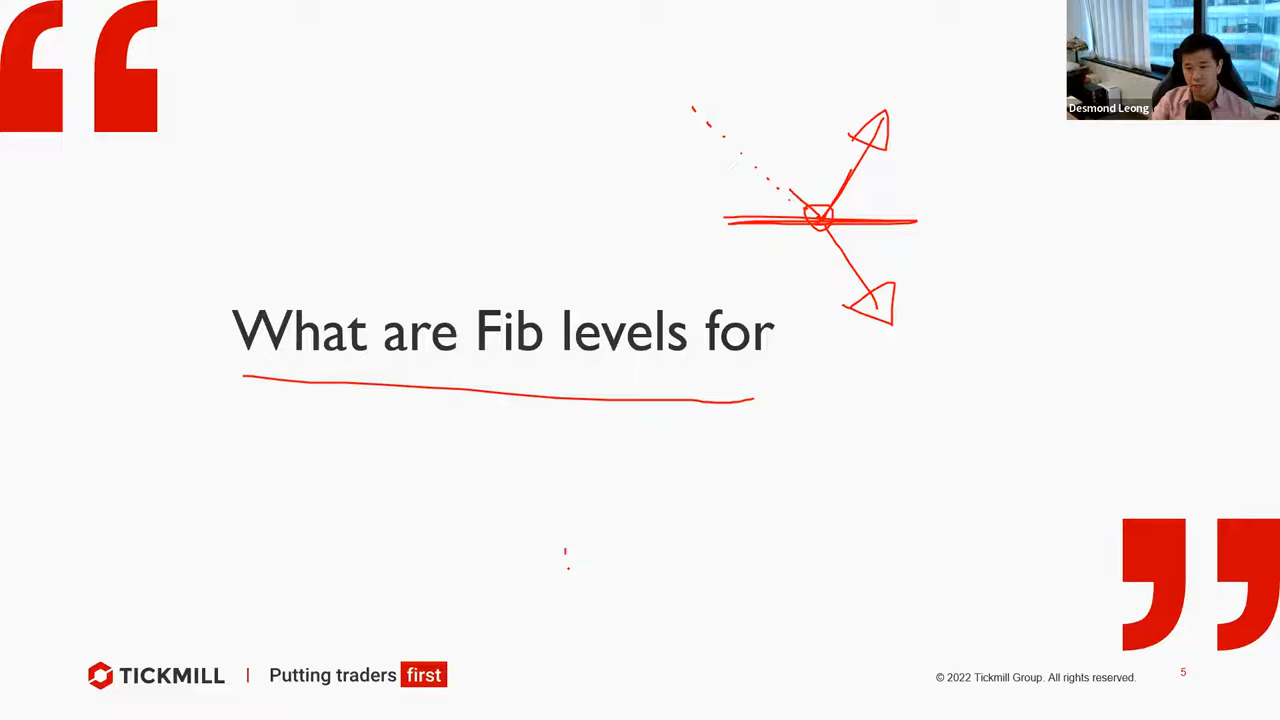 Desmond Leong
What are Fib levels for
TICKMILL | Putting traders first
© 2022 Tickmill Group. All rights reserved.
5